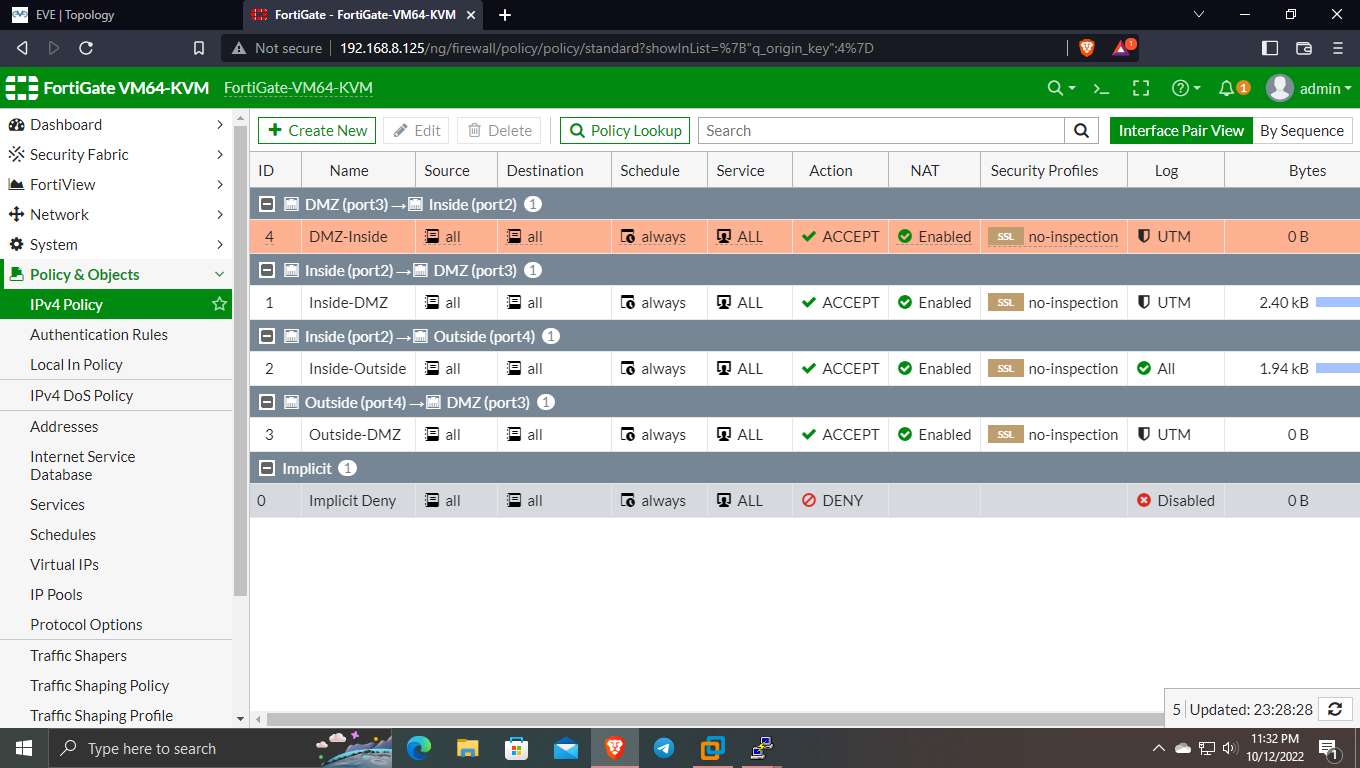 EVE | Topology
FortiGate - FortiGate-VM64-KVM
Not secure
192.168.8.125/ng/firewall/policy/policy/standard?showInList=%7B"q_origin_key":4%7D
1
FortiGate VM64-KVM
FortiGate-VM64-KVM
1
admin
Dashboard
Security Fabric
FortiView
Network
System
Policy & Objects
IPv4 Policy
Authentication Rules
Local In Policy
IPv4 DoS Policy
Addresses
Internet Service
Database
Services
Schedules
Virtual IPs
IP Pools
Protocol Options
Traffic Shapers
Traffic Shaping Policy
Traffic Shaping Profile
Create New Edit Delete Policy Lookup Search Interface Pair View By Sequence
ID Name Source Destination Schedule Service Action NAT Security Profiles Log Bytes
DMZ (port3) → Inside (port2) 1
4 DMZ-Inside all all always ALL ACCEPT Enabled SSL no-inspection UTM 0 B
Inside (port2) → DMZ (port3) 1
1 Inside-DMZ all all always ALL ACCEPT Enabled SSL no-inspection UTM 2.40 kB
Inside (port2) → Outside (port4) 1
2 Inside-Outside all all always ALL ACCEPT Enabled SSL no-inspection All 1.94 kB
Outside (port4) → DMZ (port3) 1
3 Outside-DMZ all all always ALL ACCEPT Enabled SSL no-inspection UTM 0 B
Implicit 1
0 Implicit Deny all all always ALL DENY Disabled 0 B
5 Updated: 23:28:28
Type here to search
11:32 PM
10/12/2022
1